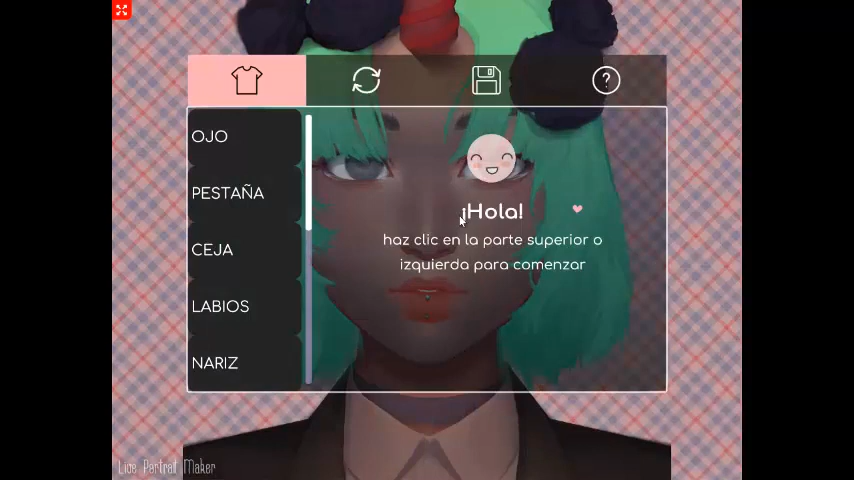 OJO
PESTAÑA
CEJA
LABIOS
NARIZ
¡Hola!
haz clic en la parte superior o
izquierda para comenzar
Live Portrait Maker